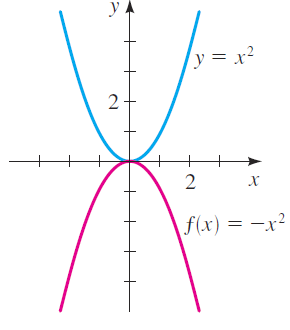 y
y = x²
2
2
x
f(x) = −x²